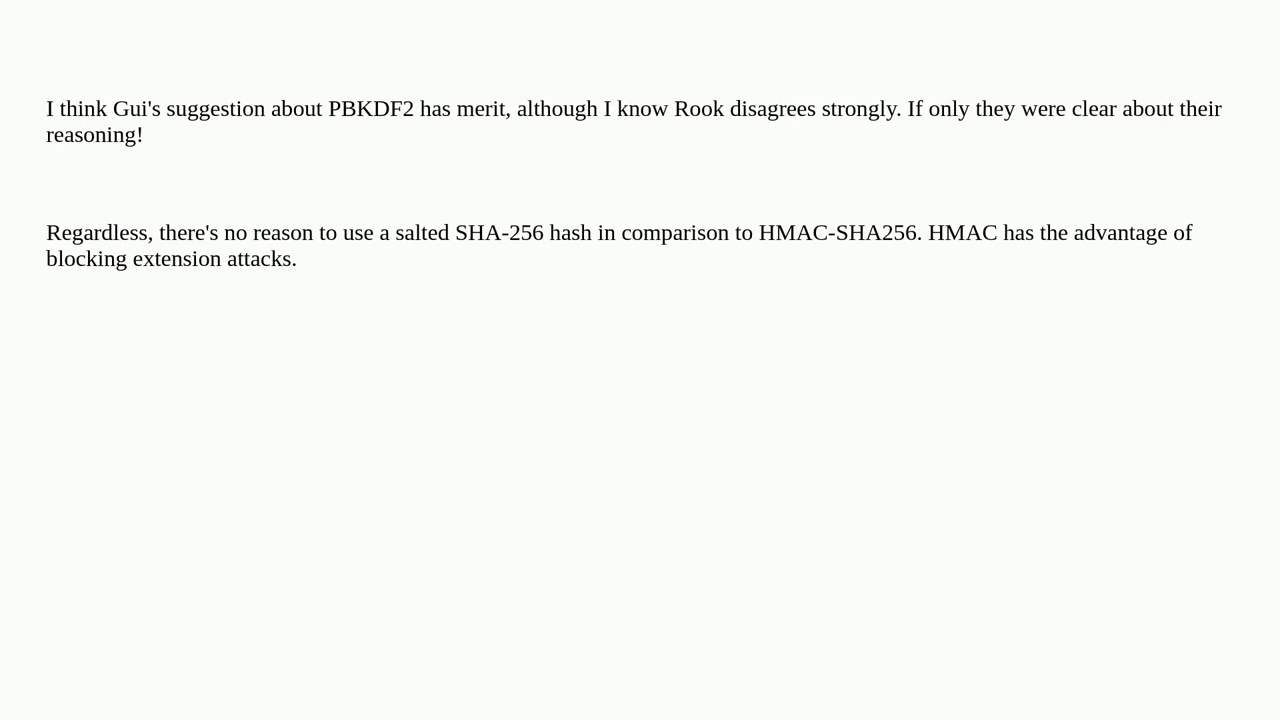 I think Gui's suggestion about PBKDF2 has merit, although I know Rook disagrees strongly. If only they were clear about their
reasoning!
Regardless, there's no reason to use a salted SHA-256 hash in comparison to HMAC-SHA256. HMAC has the advantage of
blocking extension attacks.